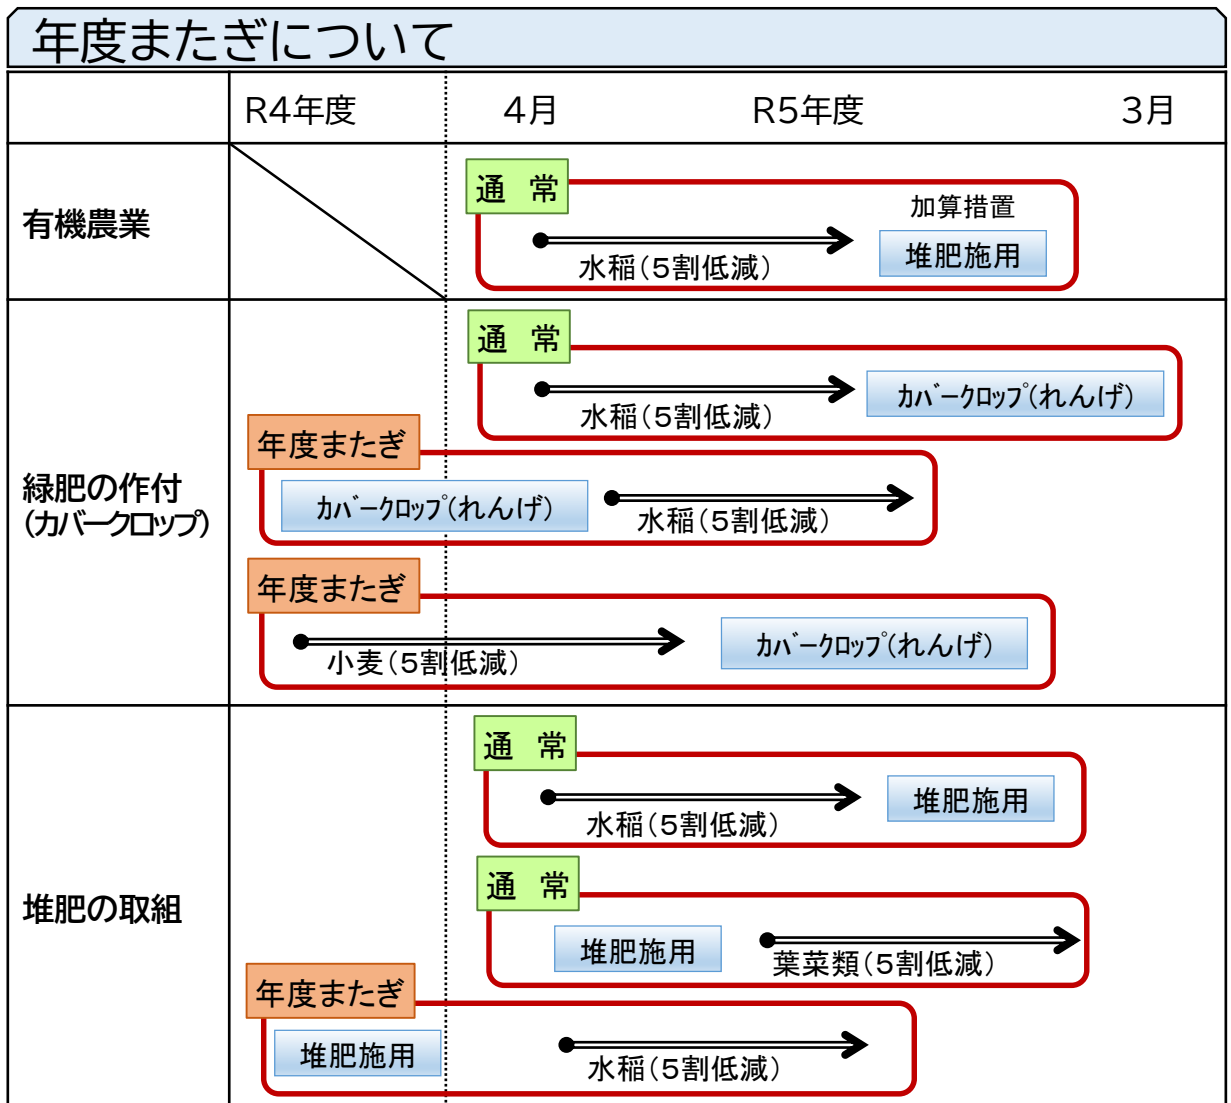 年度またぎについて
R4年度 4月 R5年度 3月
有機農業
通 常
加算措置
水稲(5割低減)
堆肥施用
緑肥の作付
(カバークロップ)
通 常
水稲(5割低減)
ｶﾊﾞｰｸﾛｯﾌﾟ(れんげ)
年度またぎ
ｶﾊﾞｰｸﾛｯﾌﾟ(れんげ)
水稲(5割低減)
年度またぎ
小麦(5割低減)
ｶﾊﾞｰｸﾛｯﾌﾟ(れんげ)
堆肥の取組
通 常
水稲(5割低減)
堆肥施用
通 常
堆肥施用
葉菜類(5割低減)
年度またぎ
堆肥施用
水稲(5割低減)